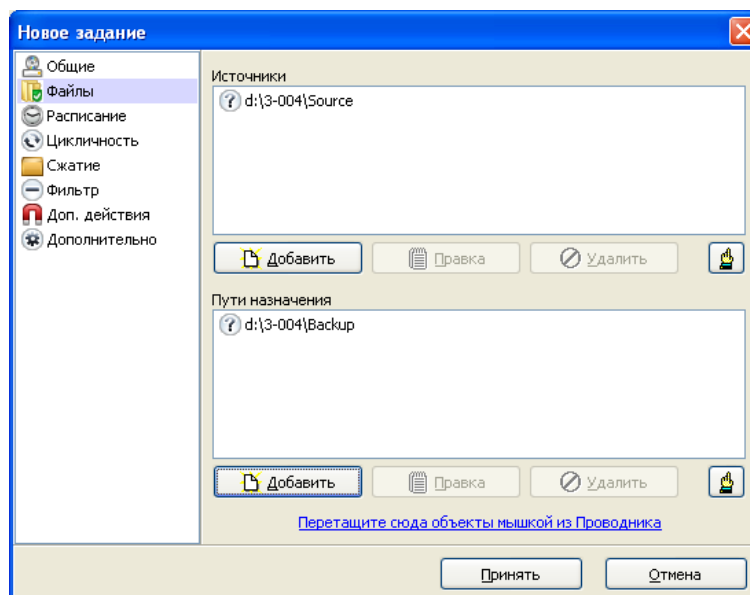 Новое задание
Общие
Файлы
Расписание
Цикличность
Сжатие
Фильтр
Доп. действия
Дополнительно
Источники
d:\3-004\Source
Добавить
Правка
Удалить
Пути назначения
d:\3-004\Backup
Добавить
Правка
Удалить
Перетащите сюда объекты мышкой из Проводника
Принять
Отмена